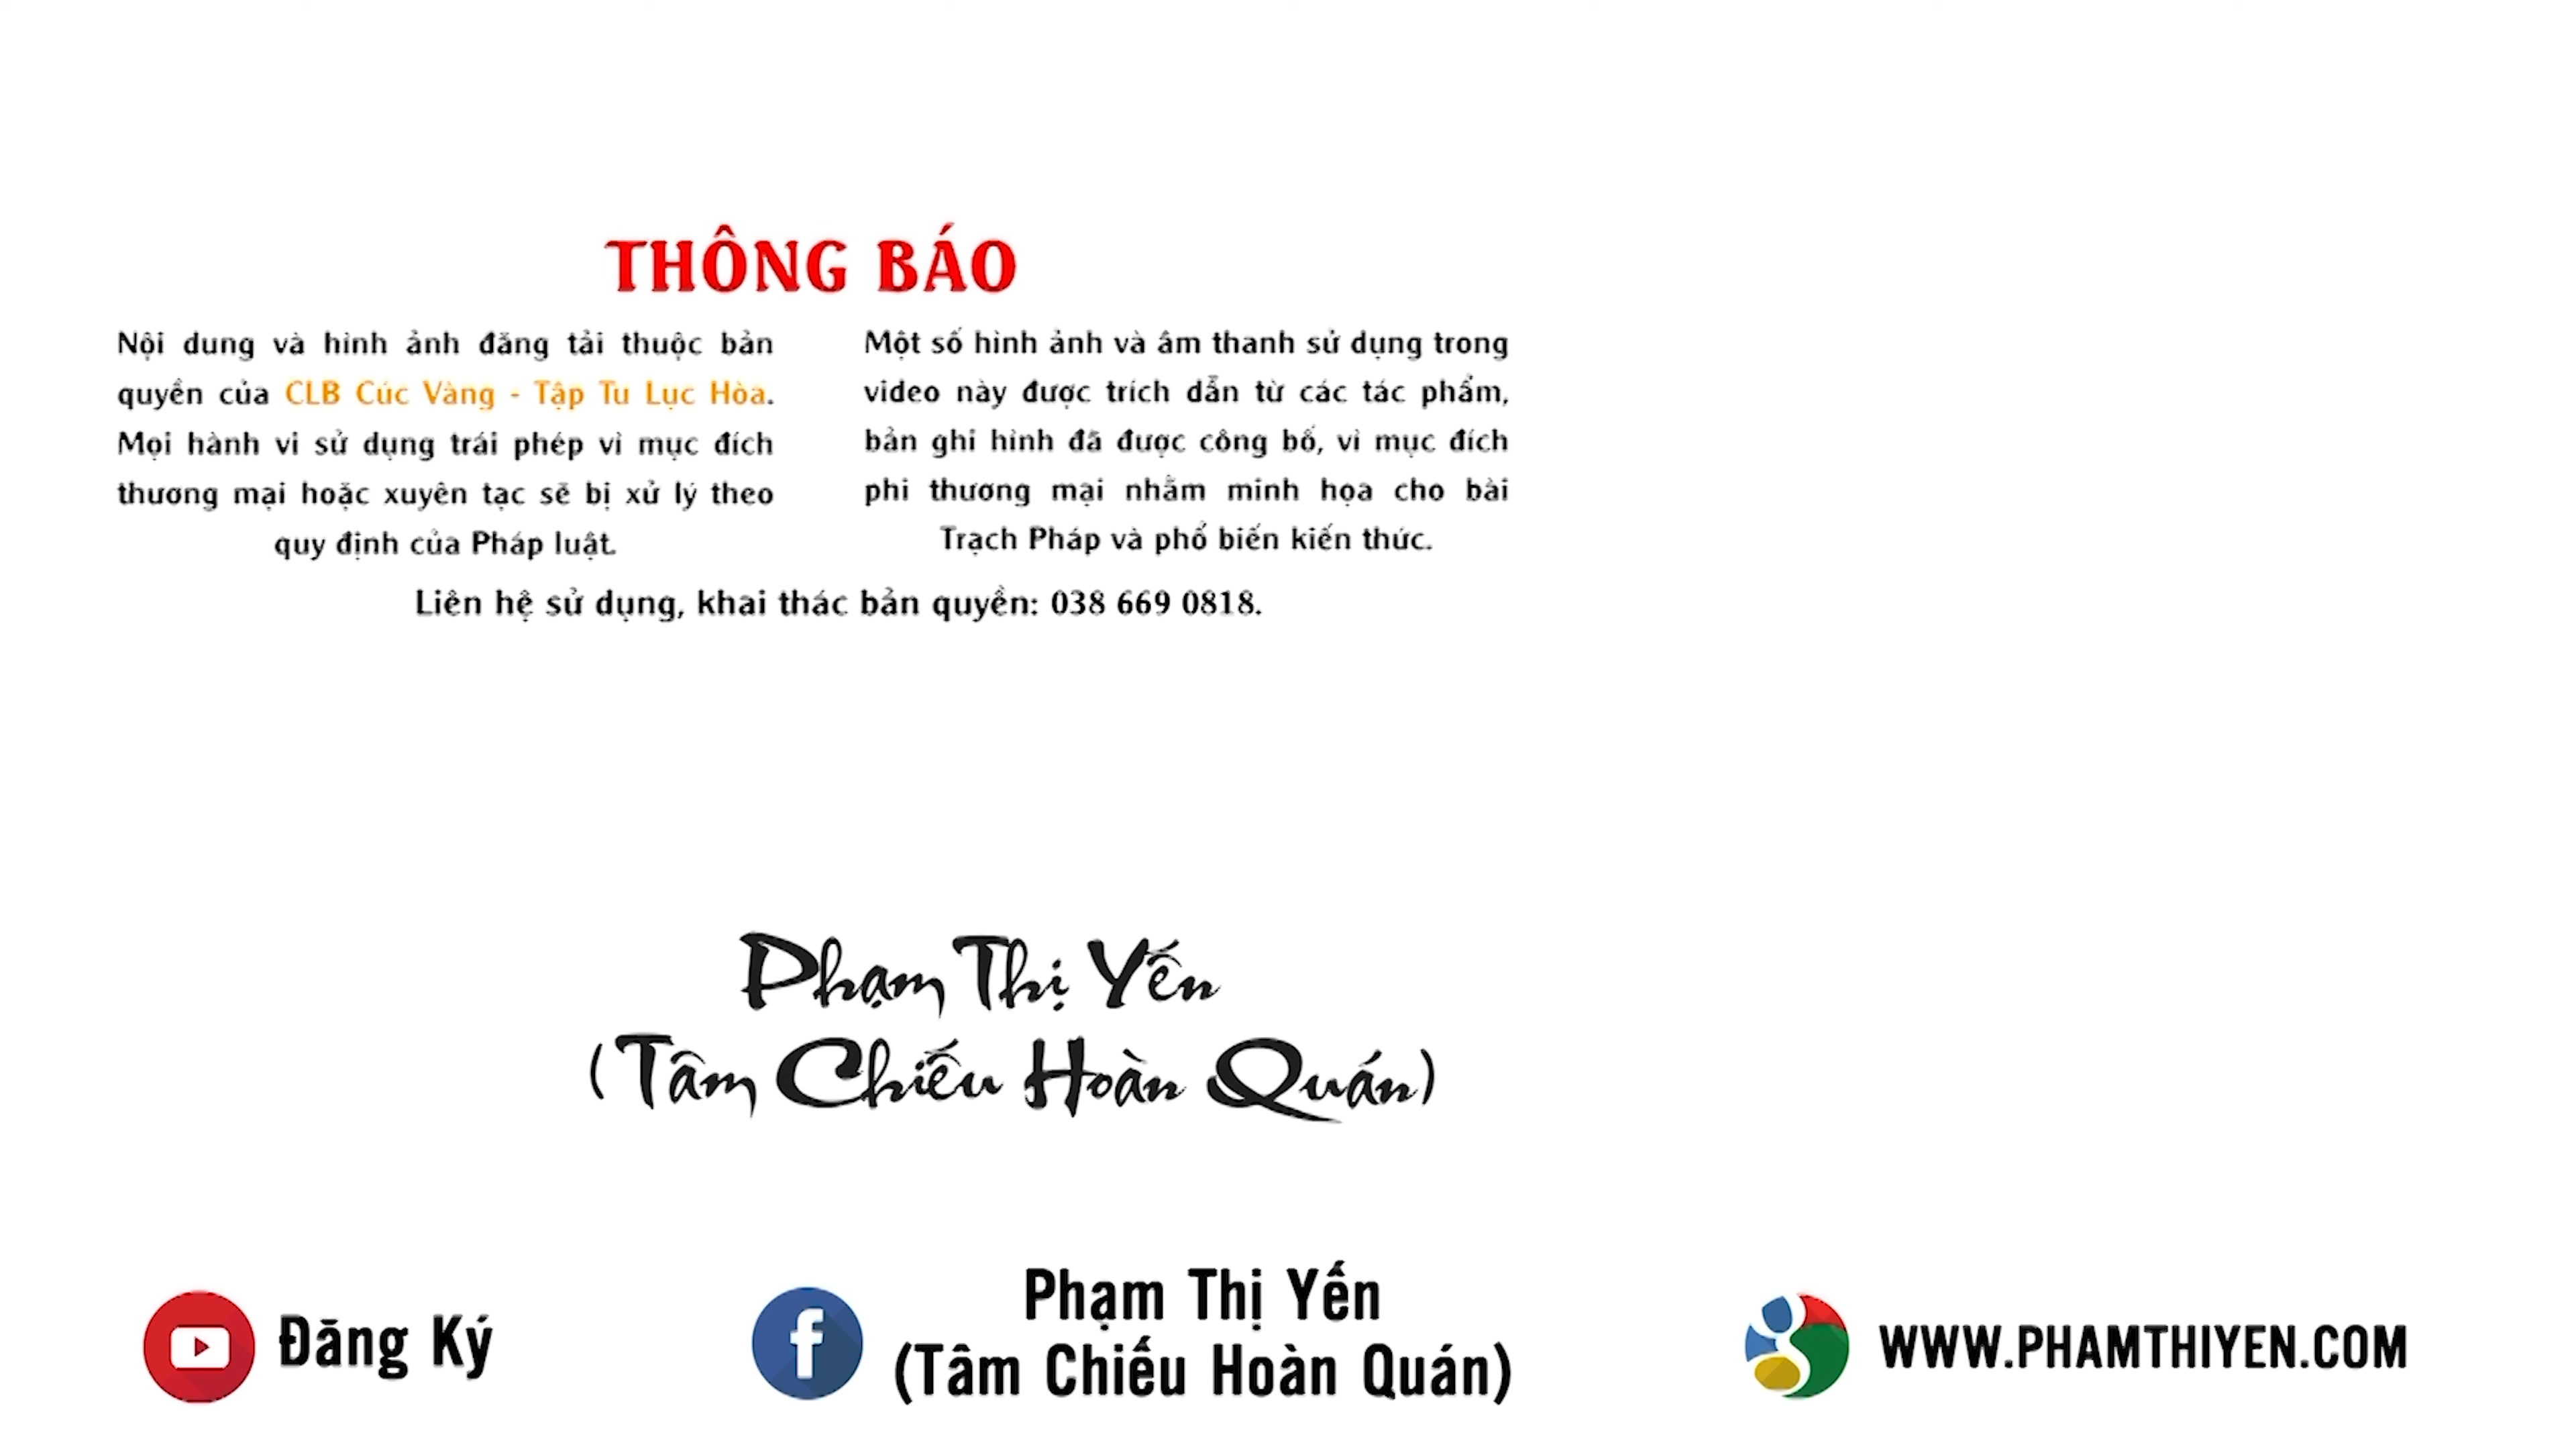 THÔNG BÁO
Nội dung và hình ảnh đăng tải thuộc bản
quyền của CLB Cúc Vàng - Tập Tu Lục Hòa.
Mọi hành vi sử dụng trái phép vì mục đích
thương mại hoặc xuyên tạc sẽ bị xử lý theo
quy định của Pháp luật.
Một số hình ảnh và âm thanh sử dụng trong
video này được trích dẫn từ các tác phẩm,
bản ghi hình đã được công bố, vì mục đích
phi thương mại nhằm minh họa cho bài
Trạch Pháp và phổ biến kiến thức.
Liên hệ sử dụng, khai thác bản quyền: 038 669 0818.
Phạm Thị Yến
(Tâm Chiếu Hoàn Quán)
Đăng Ký
Phạm Thị Yến
(Tâm Chiếu Hoàn Quán)
WWW.PHAMTHIYEN.COM